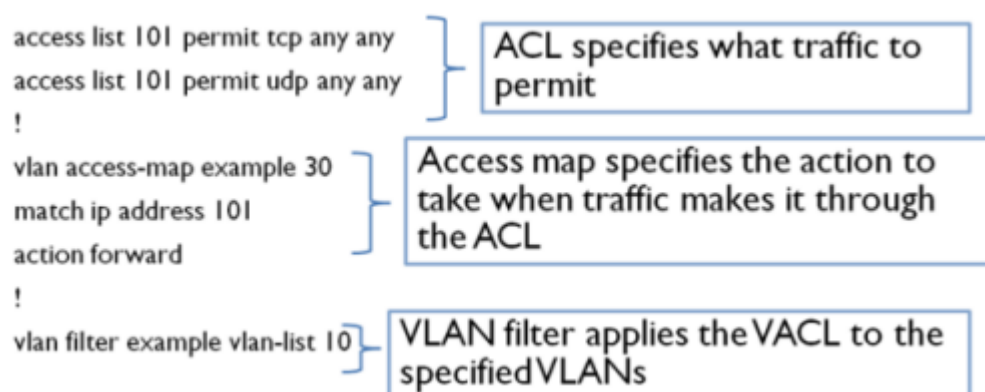 access list 101 permit tcp any any
access list 101 permit udp any any
!
vlan access-map example 30
match ip address 101
action forward
!
vlan filter example vlan-list 10
ACL specifies what traffic to
permit
Access map specifies the action to
take when traffic makes it through
the ACL
VLAN filter applies the VACL to the
specified VLANs